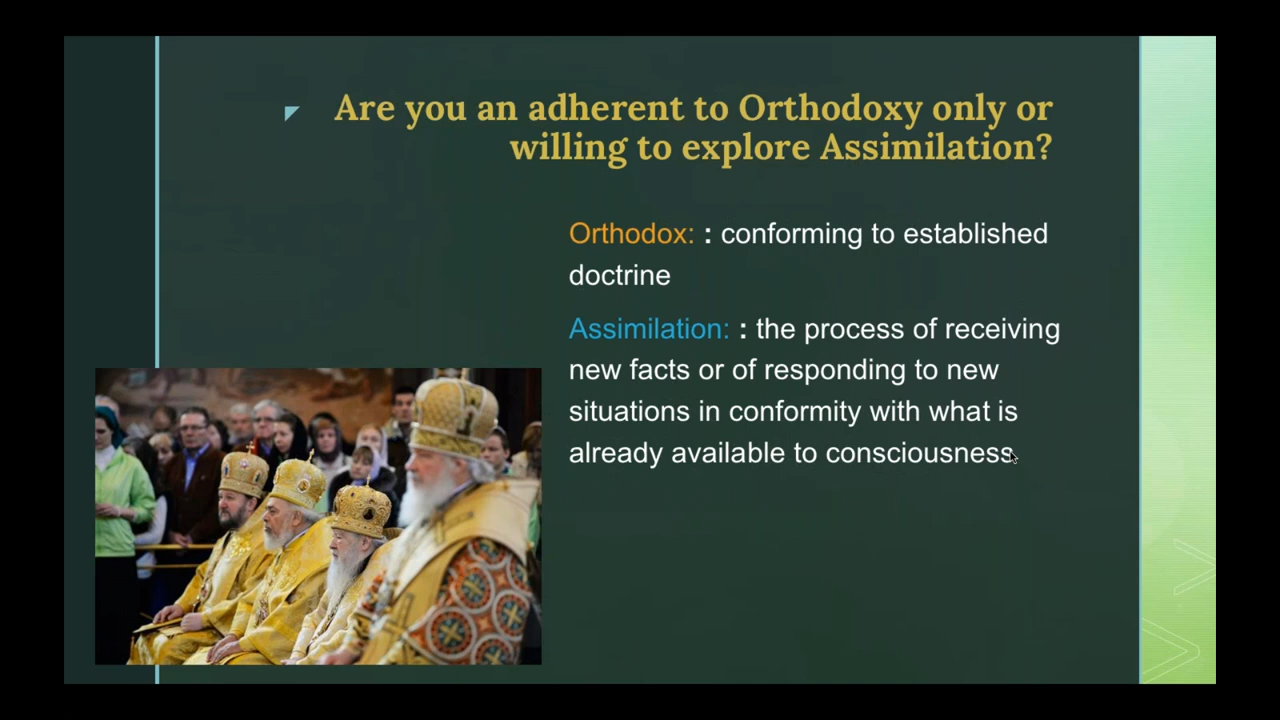 Are you an adherent to Orthodoxy only or
willing to explore Assimilation?
Orthodox: : conforming to established
doctrine
Assimilation: : the process of receiving
new facts or of responding to new
situations in conformity with what is
already available to consciousness